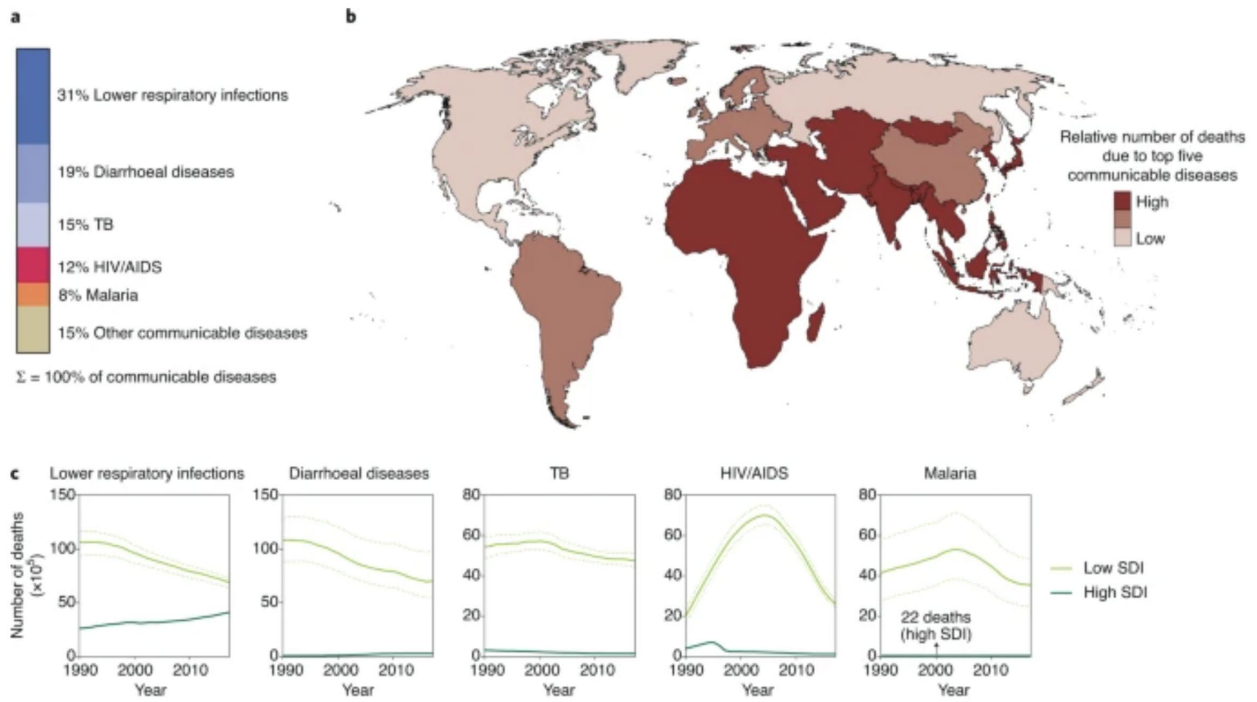 a
31% Lower respiratory infections
19% Diarrhoeal diseases
15% TB
12% HIV/AIDS
8% Malaria
15% Other communicable diseases
Σ = 100% of communicable diseases
b
Relative number of deaths
due to top five
communicable diseases
High
Low
c
Number of deaths
(×10⁵)
Lower respiratory infections
150
100
50
0
1990 2000 2010
Year
Diarrhoeal diseases
150
100
50
0
1990 2000 2010
Year
TB
80
60
40
20
0
1990 2000 2010
Year
HIV/AIDS
80
60
40
20
0
1990 2000 2010
Year
Malaria
80
60
40
20
0
22 deaths
(high SDI)
1990 2000 2010
Year
Low SDI
High SDI